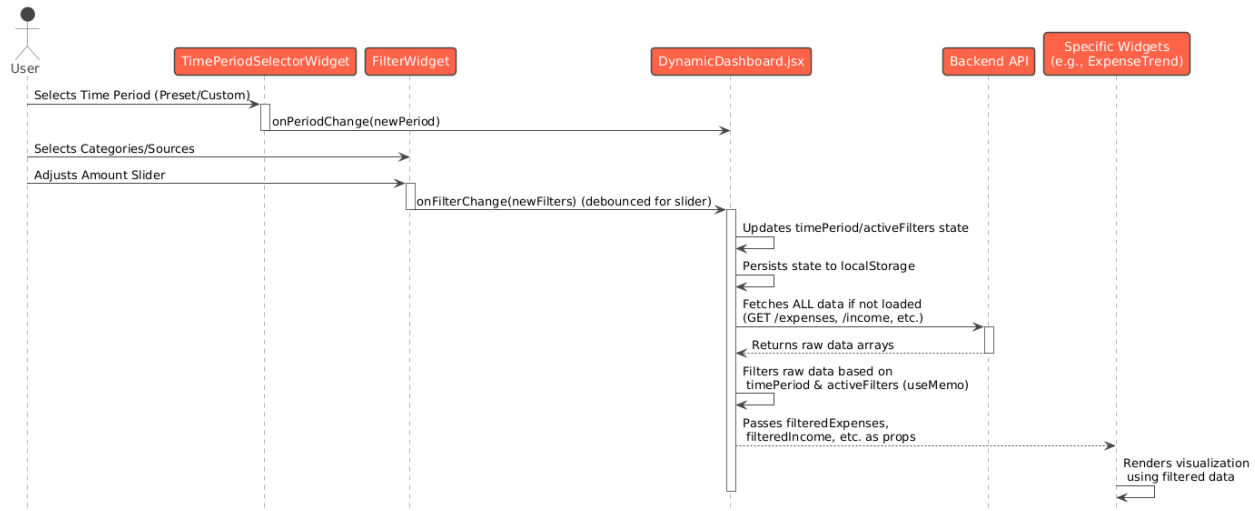 User
TimePeriodSelectorWidget
FilterWidget
DynamicDashboard.jsx
Backend API
Specific Widgets
(e.g., ExpenseTrend)
Selects Time Period (Preset/Custom)
onPeriodChange(newPeriod)
Selects Categories/Sources
Adjusts Amount Slider
onFilterChange(newFilters) (debounced for slider)
Updates timePeriod/activeFilters state
Persists state to localStorage
Fetches ALL data if not loaded
(GET /expenses, /income, etc.)
Returns raw data arrays
Filters raw data based on
timePeriod & activeFilters (useMemo)
Passes filteredExpenses,
filteredIncome, etc. as props
Renders visualization
using filtered data